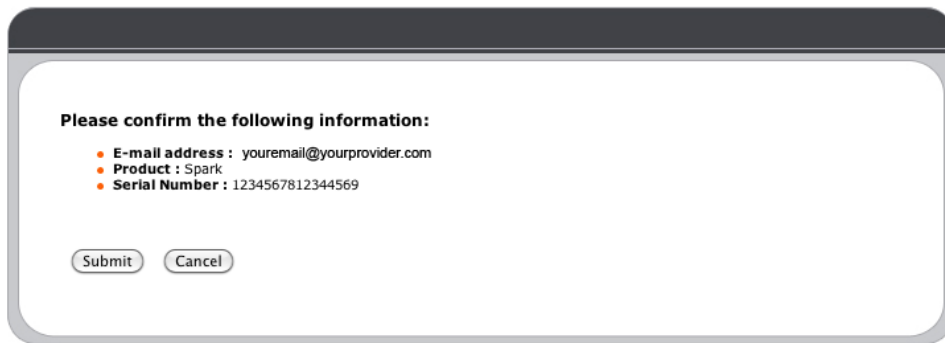 Please confirm the following information:
E-mail address : youremail@yourprovider.com
Product : Spark
Serial Number : 1234567812344569
Submit Cancel